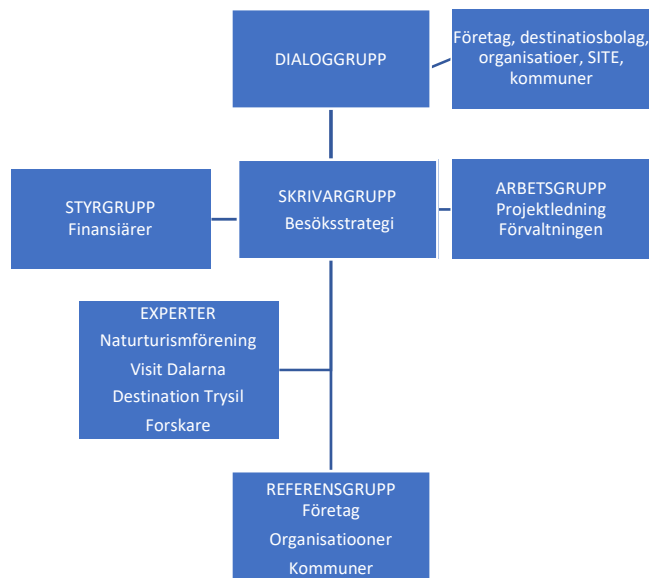 DIALOGGRUPP
Företag, destinatiosbolag,
organisatioer, SITE,
kommuner
STYRGRUPP
Finansiärer
SKRIVARGRUPP
Besöksstrategi
ARBETSGRUPP
Projektledning
Förvaltningen
EXPERTER
Naturturismförening
Visit Dalarna
Destination Trysil
Forskare
REFERENSGRUPP
Företag
Organisatiooner
Kommuner